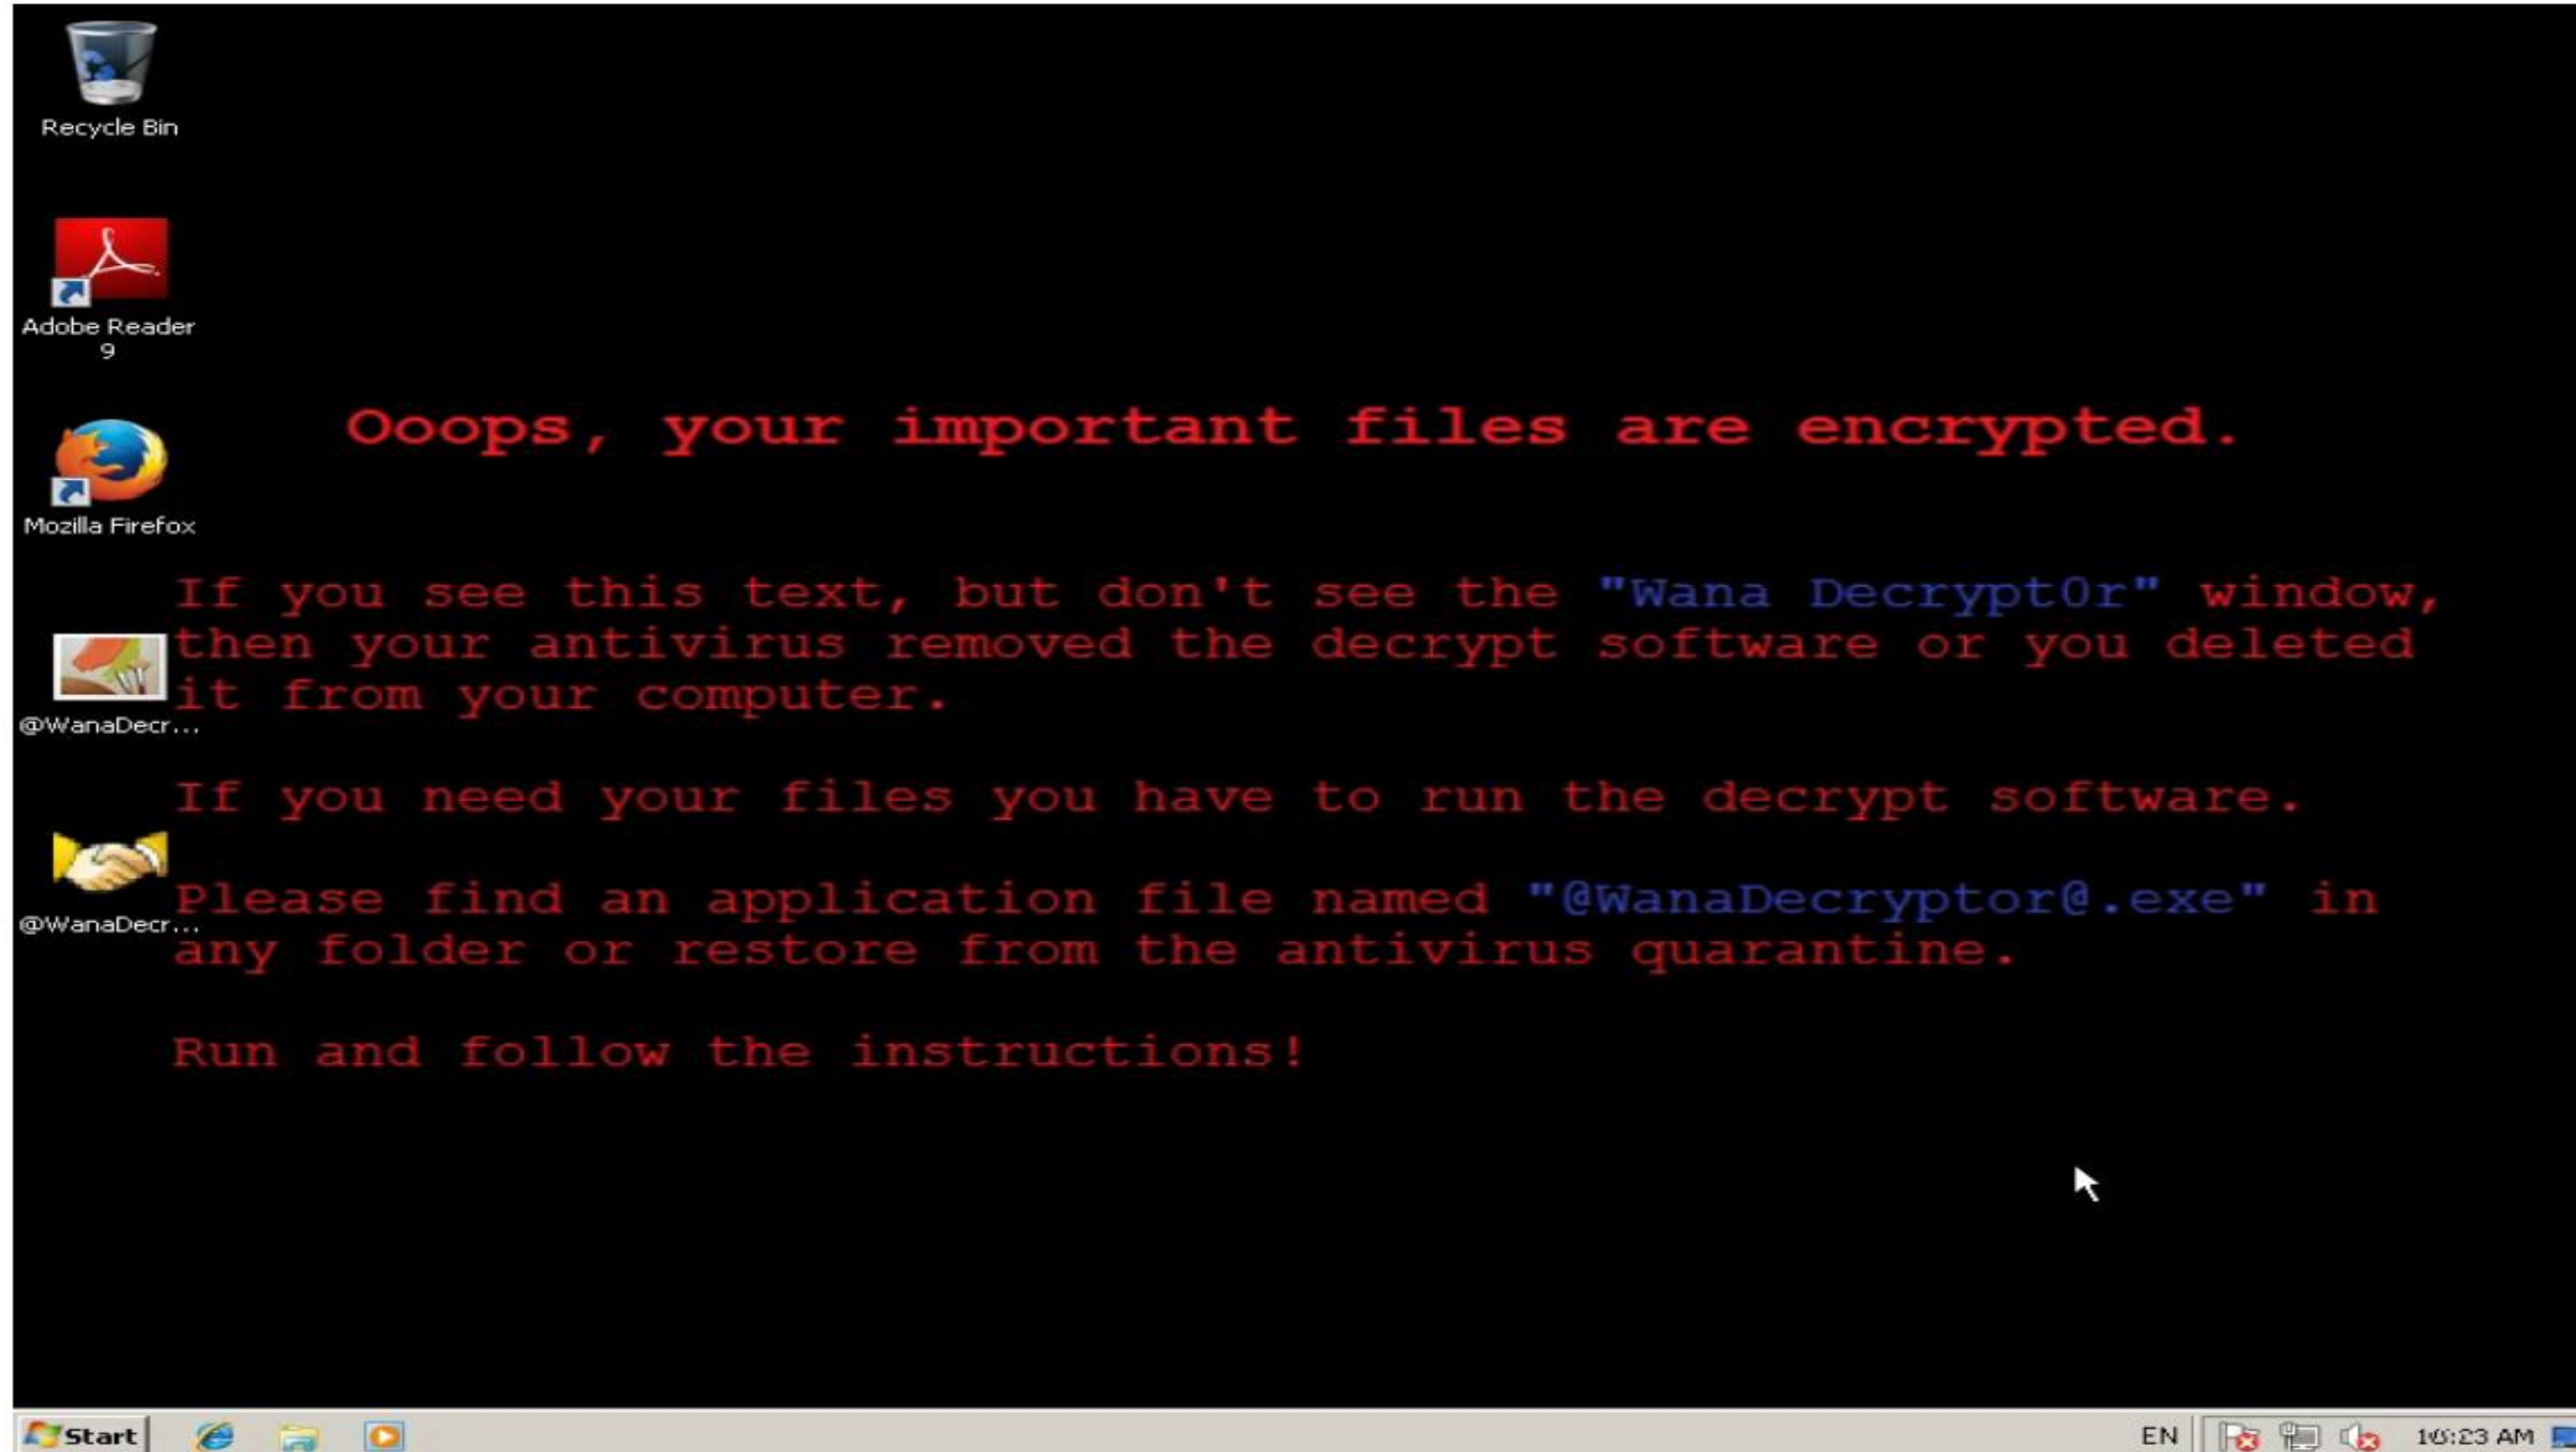 Recycle Bin
Adobe Reader
9
Mozilla Firefox
@WanaDecr...
@WanaDecr...
Ooops, your important files are encrypted.
If you see this text, but don't see the "Wana Decrypt0r" window,
then your antivirus removed the decrypt software or you deleted
it from your computer.
If you need your files you have to run the decrypt software.
Please find an application file named "@WanaDecryptor@.exe" in
any folder or restore from the antivirus quarantine.
Run and follow the instructions!
Start
EN
10:23 AM